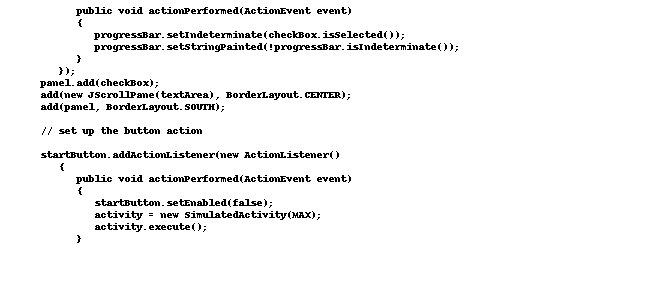 public void actionPerformed(ActionEvent event)
{
progressBar.setIndeterminate(checkBox.isSelected());
progressBar.setStringPainted(!progressBar.isIndeterminate());
}
});
panel.add(checkBox);
add(new JScrollPane(textArea), BorderLayout.CENTER);
add(panel, BorderLayout.SOUTH);
// set up the button action
startButton.addActionListener(new ActionListener()
{
public void actionPerformed(ActionEvent event)
{
startButton.setEnabled(false);
activity = new SimulatedActivity(MAX);
activity.execute();
}